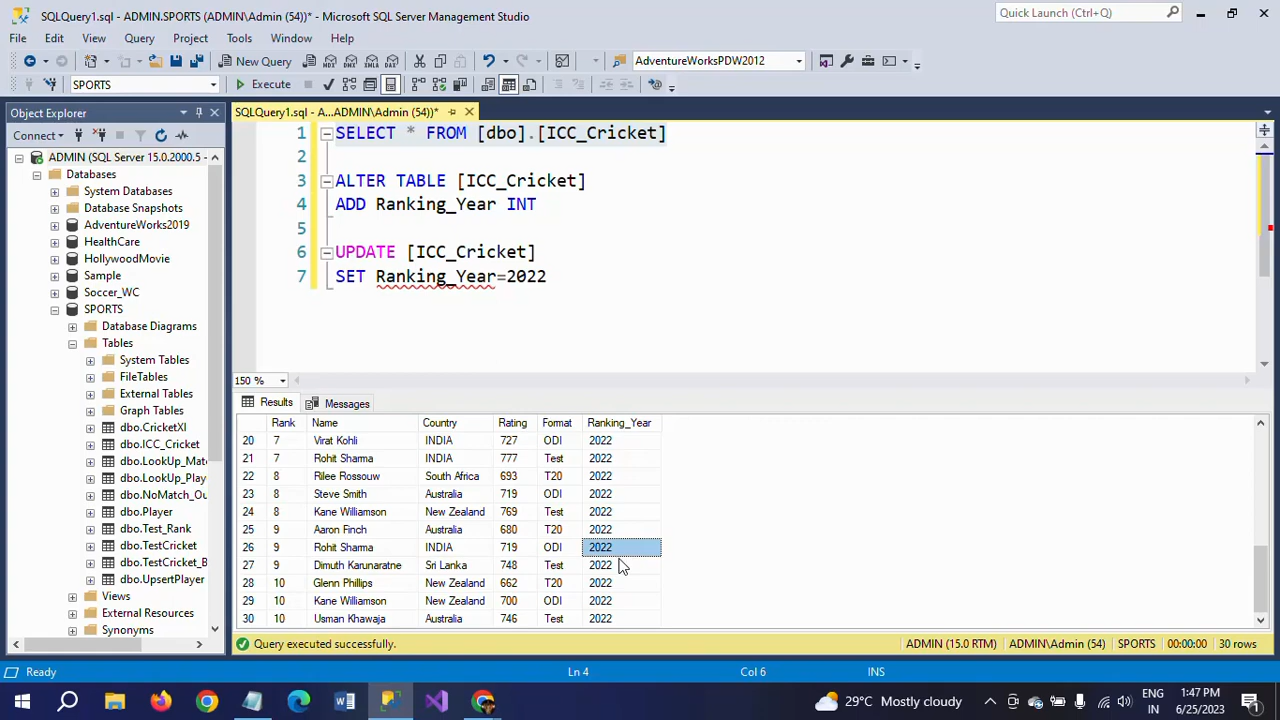 SQLQuery1.sql - ADMIN.SPORTS (ADMIN\Admin (54))* - Microsoft SQL Server Management Studio
Quick Launch (Ctrl+Q)
File Edit View Query Project Tools Window Help
New Query AdventureWorksPDW2012
SPORTS Execute
Object Explorer
SQLQuery1.sql - A...ADMIN\Admin (54))*
Connect
ADMIN (SQL Server 15.0.2000.5 -
Databases
System Databases
Database Snapshots
AdventureWorks2019
HealthCare
HollywoodMovie
Sample
Soccer_WC
SPORTS
Database Diagrams
Tables
System Tables
FileTables
External Tables
Graph Tables
dbo.CricketXI
dbo.ICC_Cricket
dbo.LookUp_Mat
dbo.LookUp_Play
dbo.NoMatch_Ou
dbo.Player
dbo.Test_Rank
dbo.TestCricket
dbo.TestCricket_B
dbo.UpsertPlayer
Views
External Resources
Synonyms
1 SELECT * FROM [dbo].[ICC_Cricket]
2
3 ALTER TABLE [ICC_Cricket]
4 ADD Ranking_Year INT
5
6 UPDATE [ICC_Cricket]
7 SET Ranking_Year=2022
150 %
Results Messages
Rank Name Country Rating Format Ranking_Year
20 7 Virat Kohli INDIA 727 ODI 2022
21 7 Rohit Sharma INDIA 777 Test 2022
22 8 Rilee Rossouw South Africa 693 T20 2022
23 8 Steve Smith Australia 719 ODI 2022
24 8 Kane Williamson New Zealand 769 Test 2022
25 9 Aaron Finch Australia 680 T20 2022
26 9 Rohit Sharma INDIA 719 ODI 2022
27 9 Dimuth Karunaratne Sri Lanka 748 Test 2022
28 10 Glenn Phillips New Zealand 662 T20 2022
29 10 Kane Williamson New Zealand 700 ODI 2022
30 10 Usman Khawaja Australia 746 Test 2022
Query executed successfully. ADMIN (15.0 RTM) ADMIN\Admin (54) SPORTS 00:00:00 30 rows
Ready Ln 4 Col 6 INS
29°C Mostly cloudy ENG IN 1:47 PM 6/25/2023